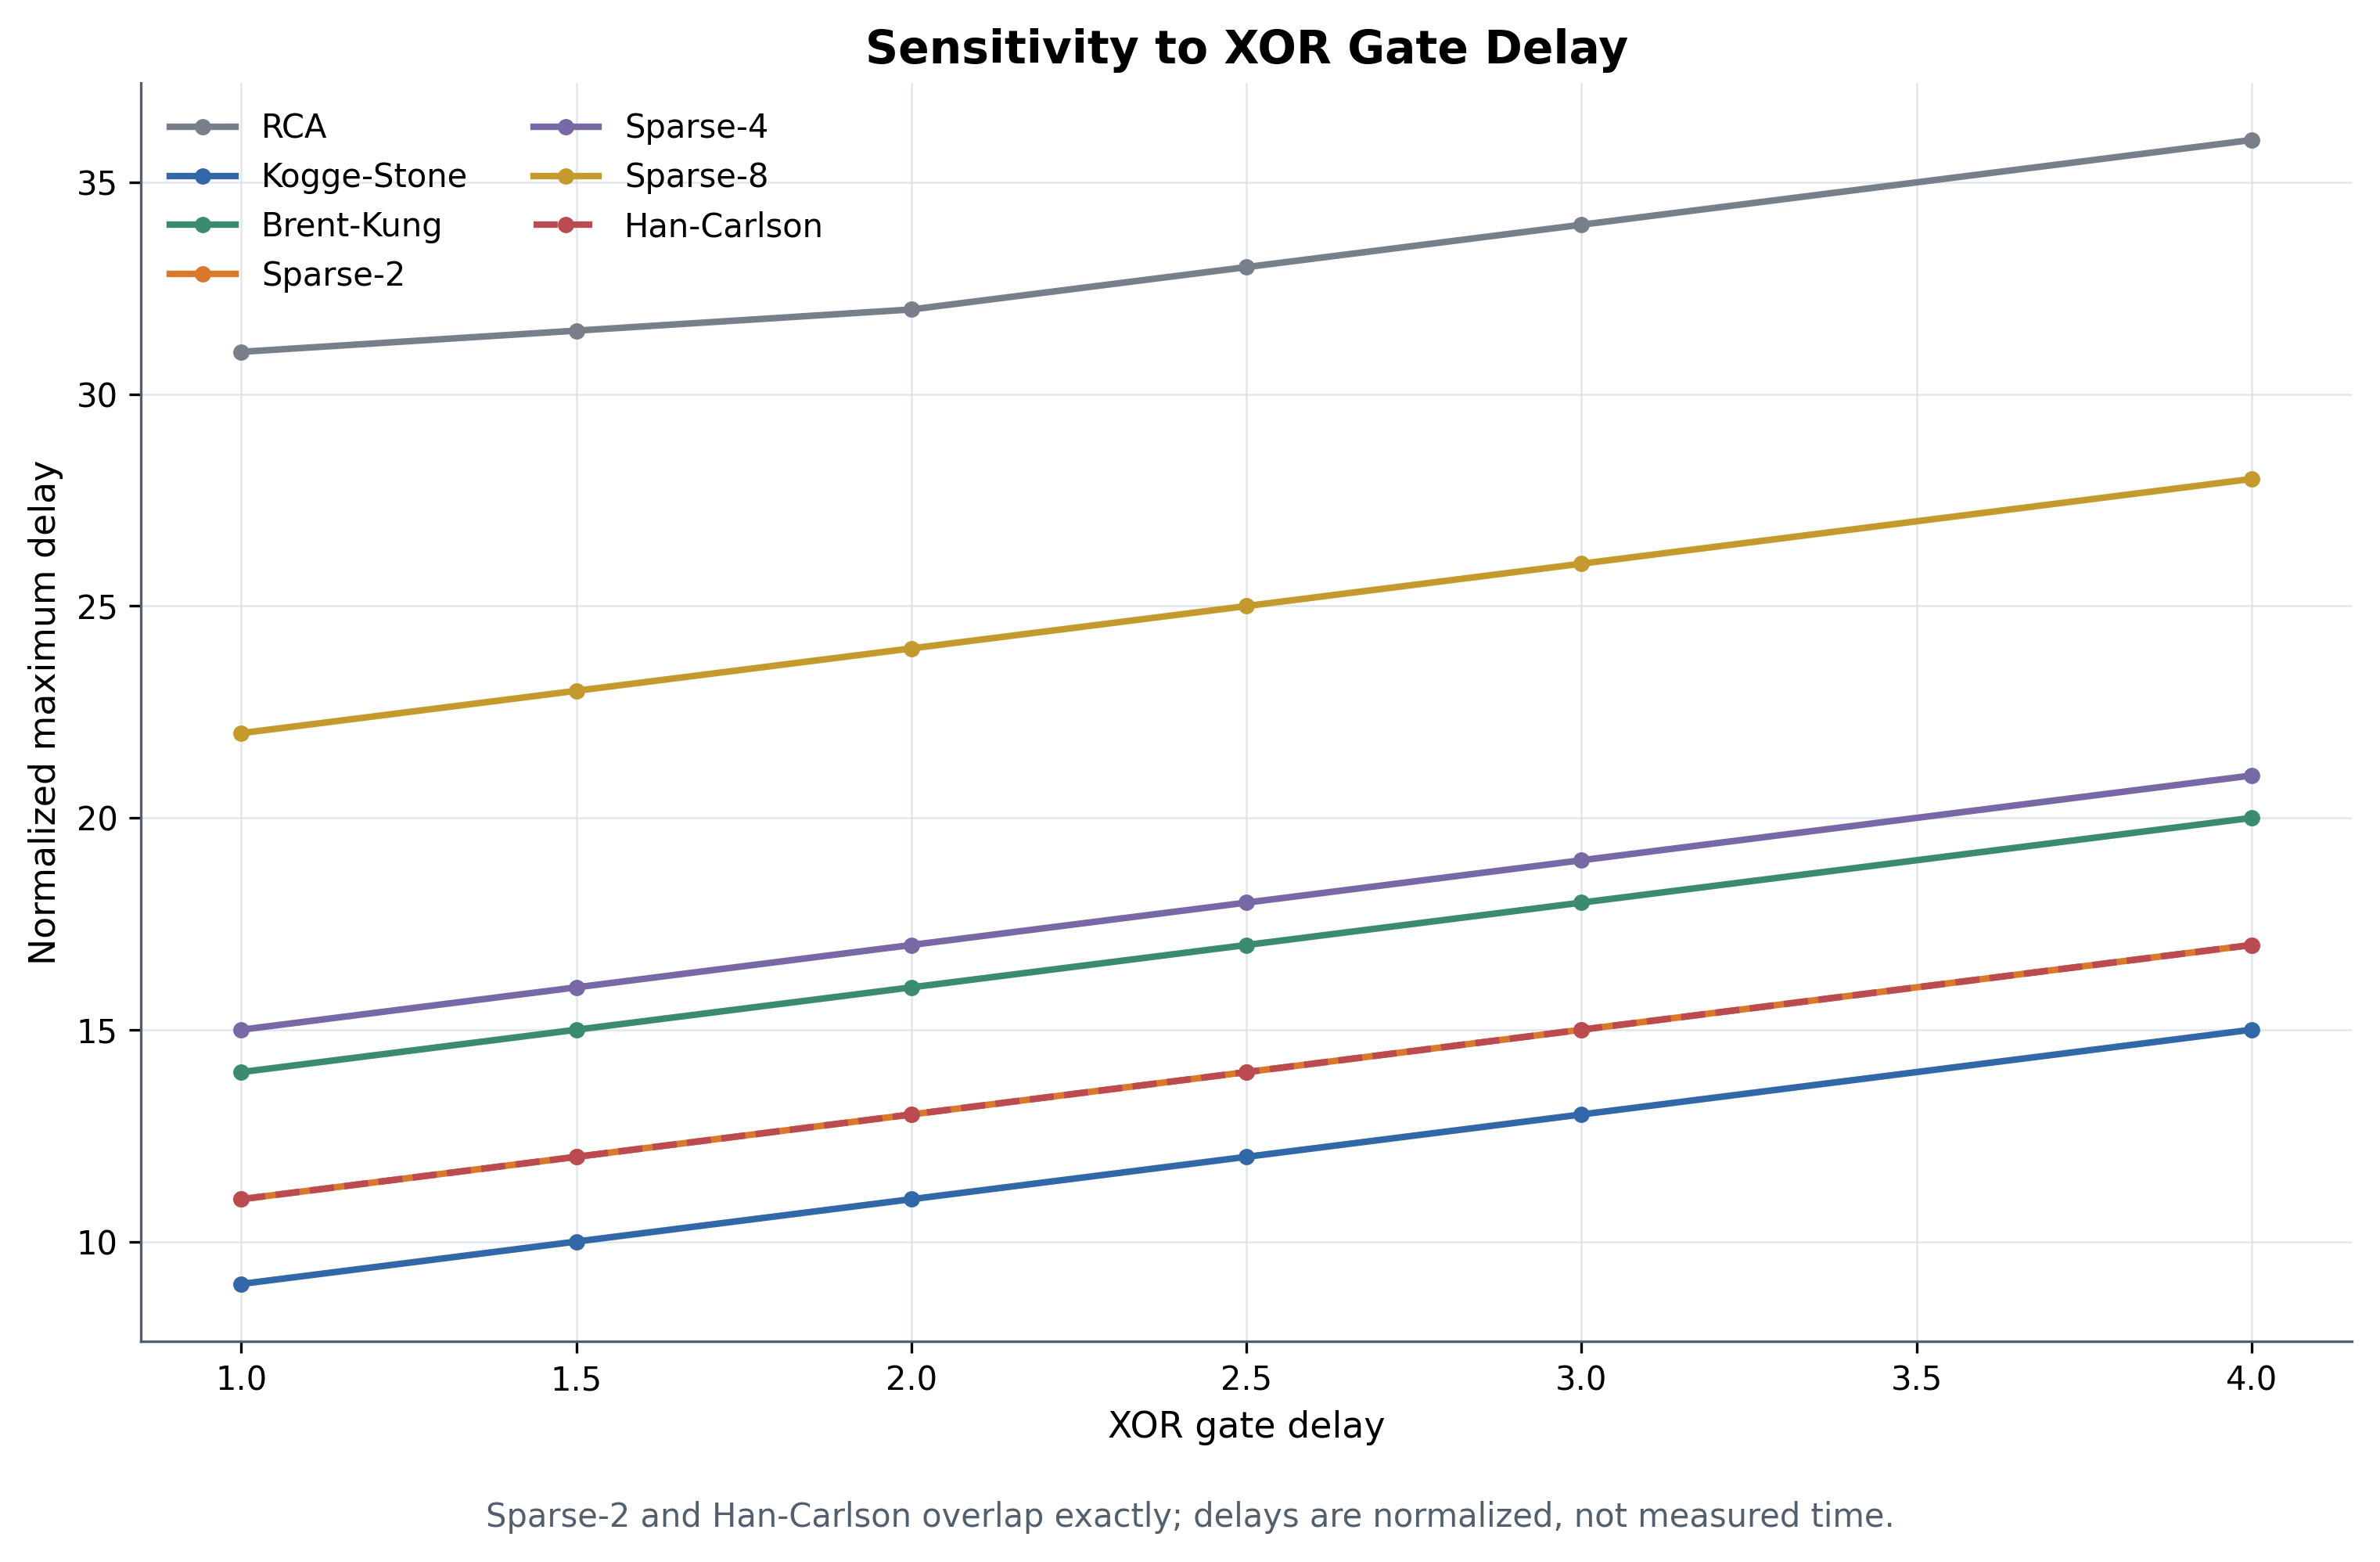 Sensitivity to XOR Gate Delay
RCA
Kogge-Stone
Brent-Kung
Sparse-2
Sparse-4
Sparse-8
Han-Carlson
Normalized maximum delay
35
30
25
20
15
10
1.0 1.5 2.0 2.5 3.0 3.5 4.0
XOR gate delay
Sparse-2 and Han-Carlson overlap exactly; delays are normalized, not measured time.